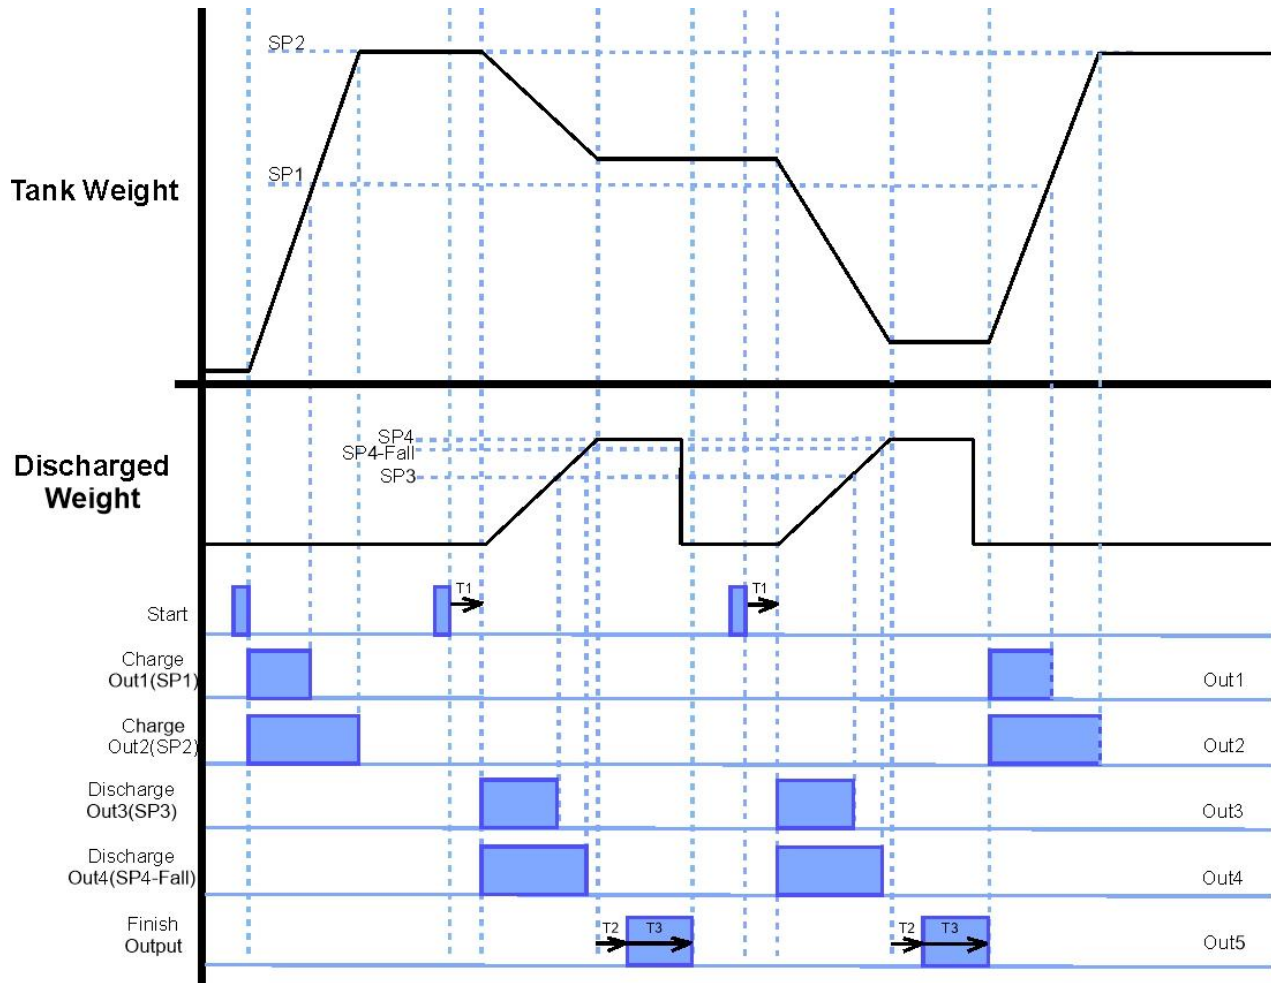 SP2
SP1
Tank Weight
SP4
SP4-Fall
SP3
Discharged
Weight
T1
T1
Start
Charge
Out1(SP1)
Out1
Charge
Out2(SP2)
Out2
Discharge
Out3(SP3)
Out3
Discharge
Out4(SP4-Fall)
Out4
Finish
Output
T2
T3
T2
T3
Out5